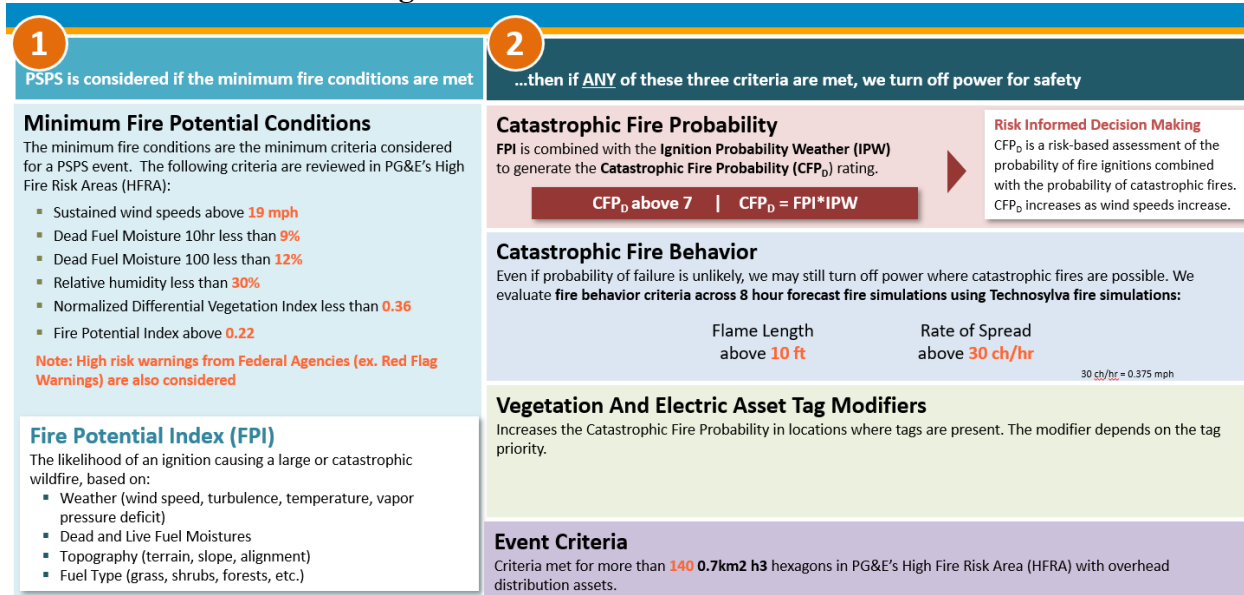 1
PSPS is considered if the minimum fire conditions are met
2
...then if ANY of these three criteria are met, we turn off power for safety
Minimum Fire Potential Conditions
The minimum fire conditions are the minimum criteria considered
for a PSPS event. The following criteria are reviewed in PG&E's High
Fire Risk Areas (HFRA):
▪ Sustained wind speeds above 19 mph
▪ Dead Fuel Moisture 10hr less than 9%
▪ Dead Fuel Moisture 100 less than 12%
▪ Relative humidity less than 30%
▪ Normalized Differential Vegetation Index less than 0.36
▪ Fire Potential Index above 0.22
Note: High risk warnings from Federal Agencies (ex. Red Flag
Warnings) are also considered
Fire Potential Index (FPI)
The likelihood of an ignition causing a large or catastrophic
wildfire, based on:
▪ Weather (wind speed, turbulence, temperature, vapor
pressure deficit)
▪ Dead and Live Fuel Moistures
▪ Topography (terrain, slope, alignment)
▪ Fuel Type (grass, shrubs, forests, etc.)
Catastrophic Fire Probability
FPI is combined with the Ignition Probability Weather (IPW)
to generate the Catastrophic Fire Probability (CFPD) rating.
CFPD above 7 | CFPD = FPI*IPW
Risk Informed Decision Making
CFPD is a risk-based assessment of the
probability of fire ignitions combined
with the probability of catastrophic fires.
CFPD increases as wind speeds increase.
Catastrophic Fire Behavior
Even if probability of failure is unlikely, we may still turn off power where catastrophic fires are possible. We
evaluate fire behavior criteria across 8 hour forecast fire simulations using Technosylva fire simulations:
Flame Length
above 10 ft
Rate of Spread
above 30 ch/hr
30 ch/hr = 0.375 mph
Vegetation And Electric Asset Tag Modifiers
Increases the Catastrophic Fire Probability in locations where tags are present. The modifier depends on the tag
priority.
Event Criteria
Criteria met for more than 140 0.7km2 h3 hexagons in PG&E's High Fire Risk Area (HFRA) with overhead
distribution assets.